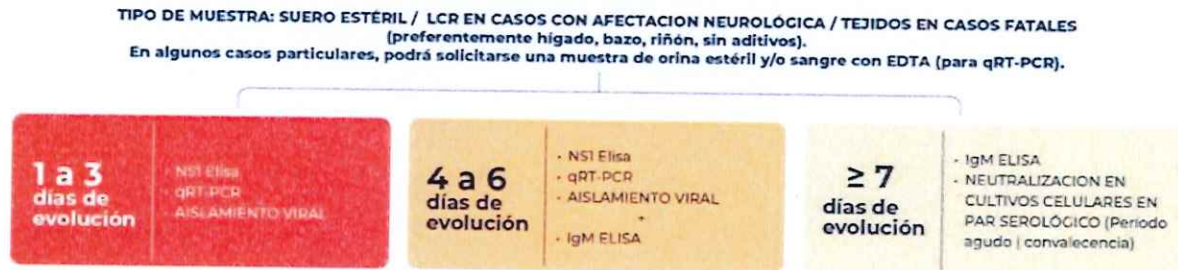 TIPO DE MUESTRA: SUERO ESTÉRIL / LCR EN CASOS CON AFECTACION NEUROLÓGICA / TEJIDOS EN CASOS FATALES
(preferentemente hígado, bazo, riñón, sin aditivos).
En algunos casos particulares, podrá solicitarse una muestra de orina estéril y/o sangre con EDTA (para qRT-PCR).
1 a 3
días de
evolución
- NS1 Elisa
- qRT-PCR
- AISLAMIENTO VIRAL
4 a 6
días de
evolución
- NS1 Elisa
- qRT-PCR
- AISLAMIENTO VIRAL
+
- IgM ELISA
≥ 7
días de
evolución
- IgM ELISA
- NEUTRALIZACION EN
CULTIVOS CELULARES EN
PAR SEROLÓGICO (Período
agudo | convalecencia)